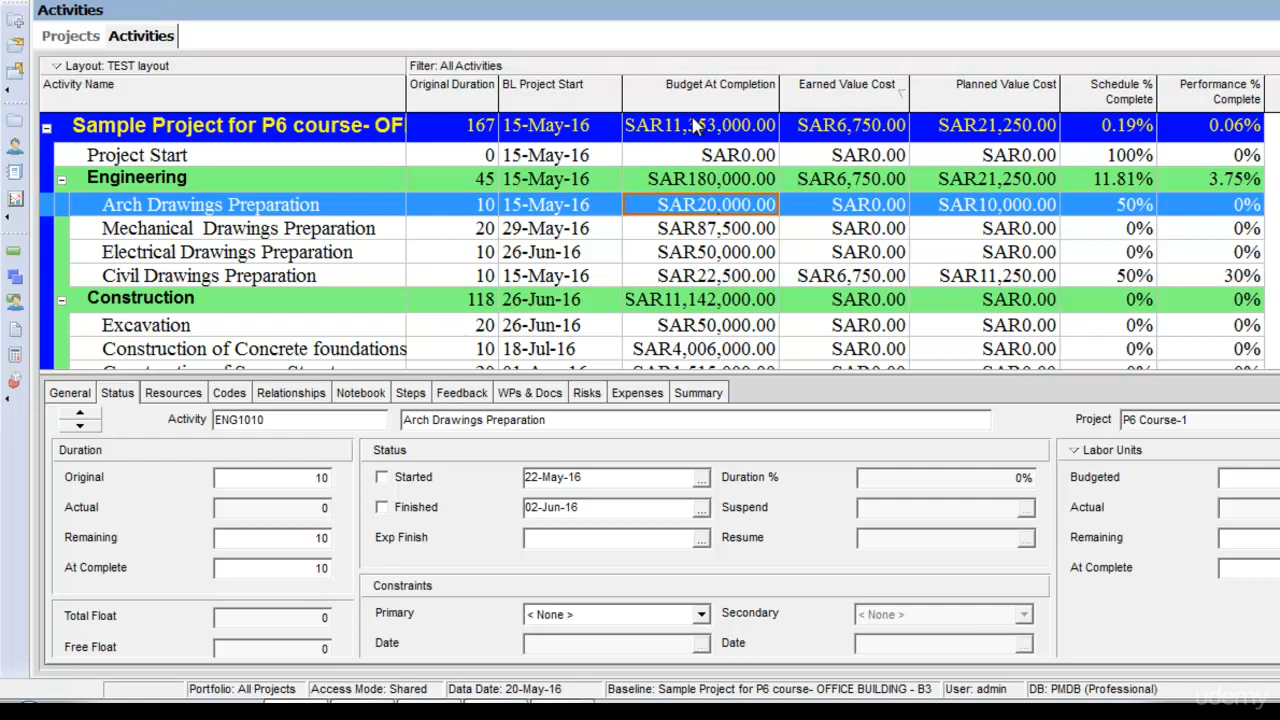 Activities
Projects Activities
Layout: TEST layout Filter: All Activities
Activity Name Original Duration BL Project Start Budget At Completion Earned Value Cost Planned Value Cost Schedule % Complete Performance % Complete
Sample Project for P6 course- OF 167 15-May-16 SAR11,353,000.00 SAR6,750.00 SAR21,250.00 0.19% 0.06%
Project Start 0 15-May-16 SAR0.00 SAR0.00 SAR0.00 100% 0%
Engineering 45 15-May-16 SAR180,000.00 SAR6,750.00 SAR21,250.00 11.81% 3.75%
Arch Drawings Preparation 10 15-May-16 SAR20,000.00 SAR0.00 SAR10,000.00 50% 0%
Mechanical Drawings Preparation 20 29-May-16 SAR87,500.00 SAR0.00 SAR0.00 0% 0%
Electrical Drawings Preparation 10 26-Jun-16 SAR50,000.00 SAR0.00 SAR0.00 0% 0%
Civil Drawings Preparation 10 15-May-16 SAR22,500.00 SAR6,750.00 SAR11,250.00 50% 30%
Construction 118 26-Jun-16 SAR11,142,000.00 SAR0.00 SAR0.00 0% 0%
Excavation 20 26-Jun-16 SAR50,000.00 SAR0.00 SAR0.00 0% 0%
Construction of Concrete foundations 10 18-Jul-16 SAR4,006,000.00 SAR0.00 SAR0.00 0% 0%
General Status Resources Codes Relationships Notebook Steps Feedback WPs & Docs Risks Expenses Summary
Activity ENG1010 Arch Drawings Preparation Project P6 Course-1
Duration Status Labor Units
Original 10 Started 22-May-16 ... Duration % 0% Budgeted
Actual 0 Finished 02-Jun-16 ... Suspend ... Actual
Remaining 10 Exp Finish ... Resume ... Remaining
At Complete 10 At Complete
Constraints
Total Float 0 Primary < None > Secondary < None >
Free Float 0 Date ... Date ...
Portfolio: All Projects Access Mode: Shared Data Date: 20-May-16 Baseline: Sample Project for P6 course- OFFICE BUILDING - B3 User: admin DB: PMDB (Professional)
udemy